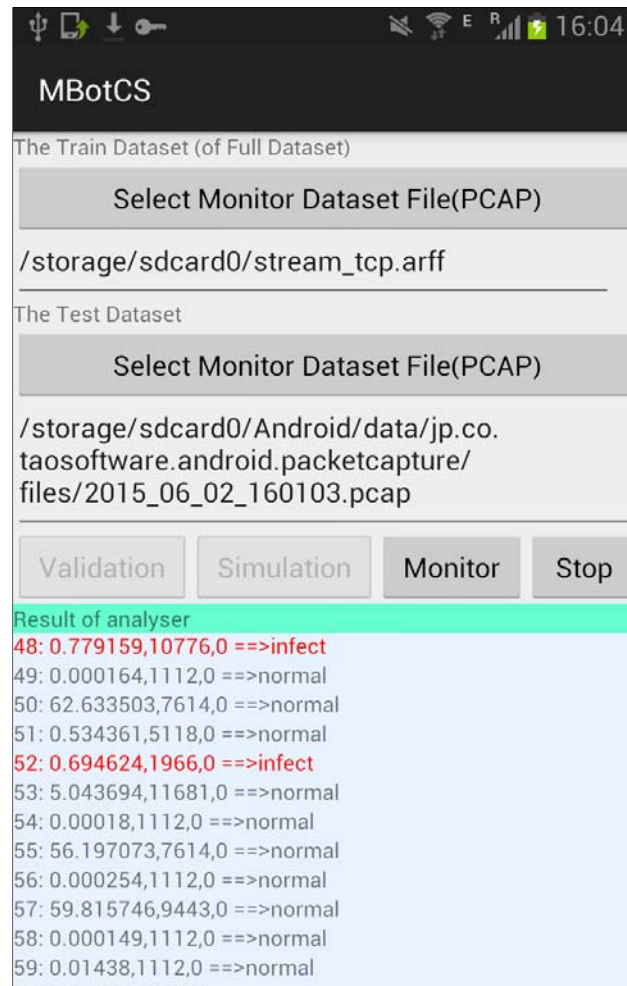 E R 16:04
MBotCS
The Train Dataset (of Full Dataset)
Select Monitor Dataset File(PCAP)
/storage/sdcard0/stream_tcp.arff
The Test Dataset
Select Monitor Dataset File(PCAP)
/storage/sdcard0/Android/data/jp.co.
taosoftware.android.packetcapture/
files/2015_06_02_160103.pcap
Validation Simulation Monitor Stop
Result of analyser
48: 0.779159,10776,0 ==>infect
49: 0.000164,1112,0 ==>normal
50: 62.633503,7614,0 ==>normal
51: 0.534361,5118,0 ==>normal
52: 0.694624,1966,0 ==>infect
53: 5.043694,11681,0 ==>normal
54: 0.00018,1112,0 ==>normal
55: 56.197073,7614,0 ==>normal
56: 0.000254,1112,0 ==>normal
57: 59.815746,9443,0 ==>normal
58: 0.000149,1112,0 ==>normal
59: 0.01438,1112,0 ==>normal